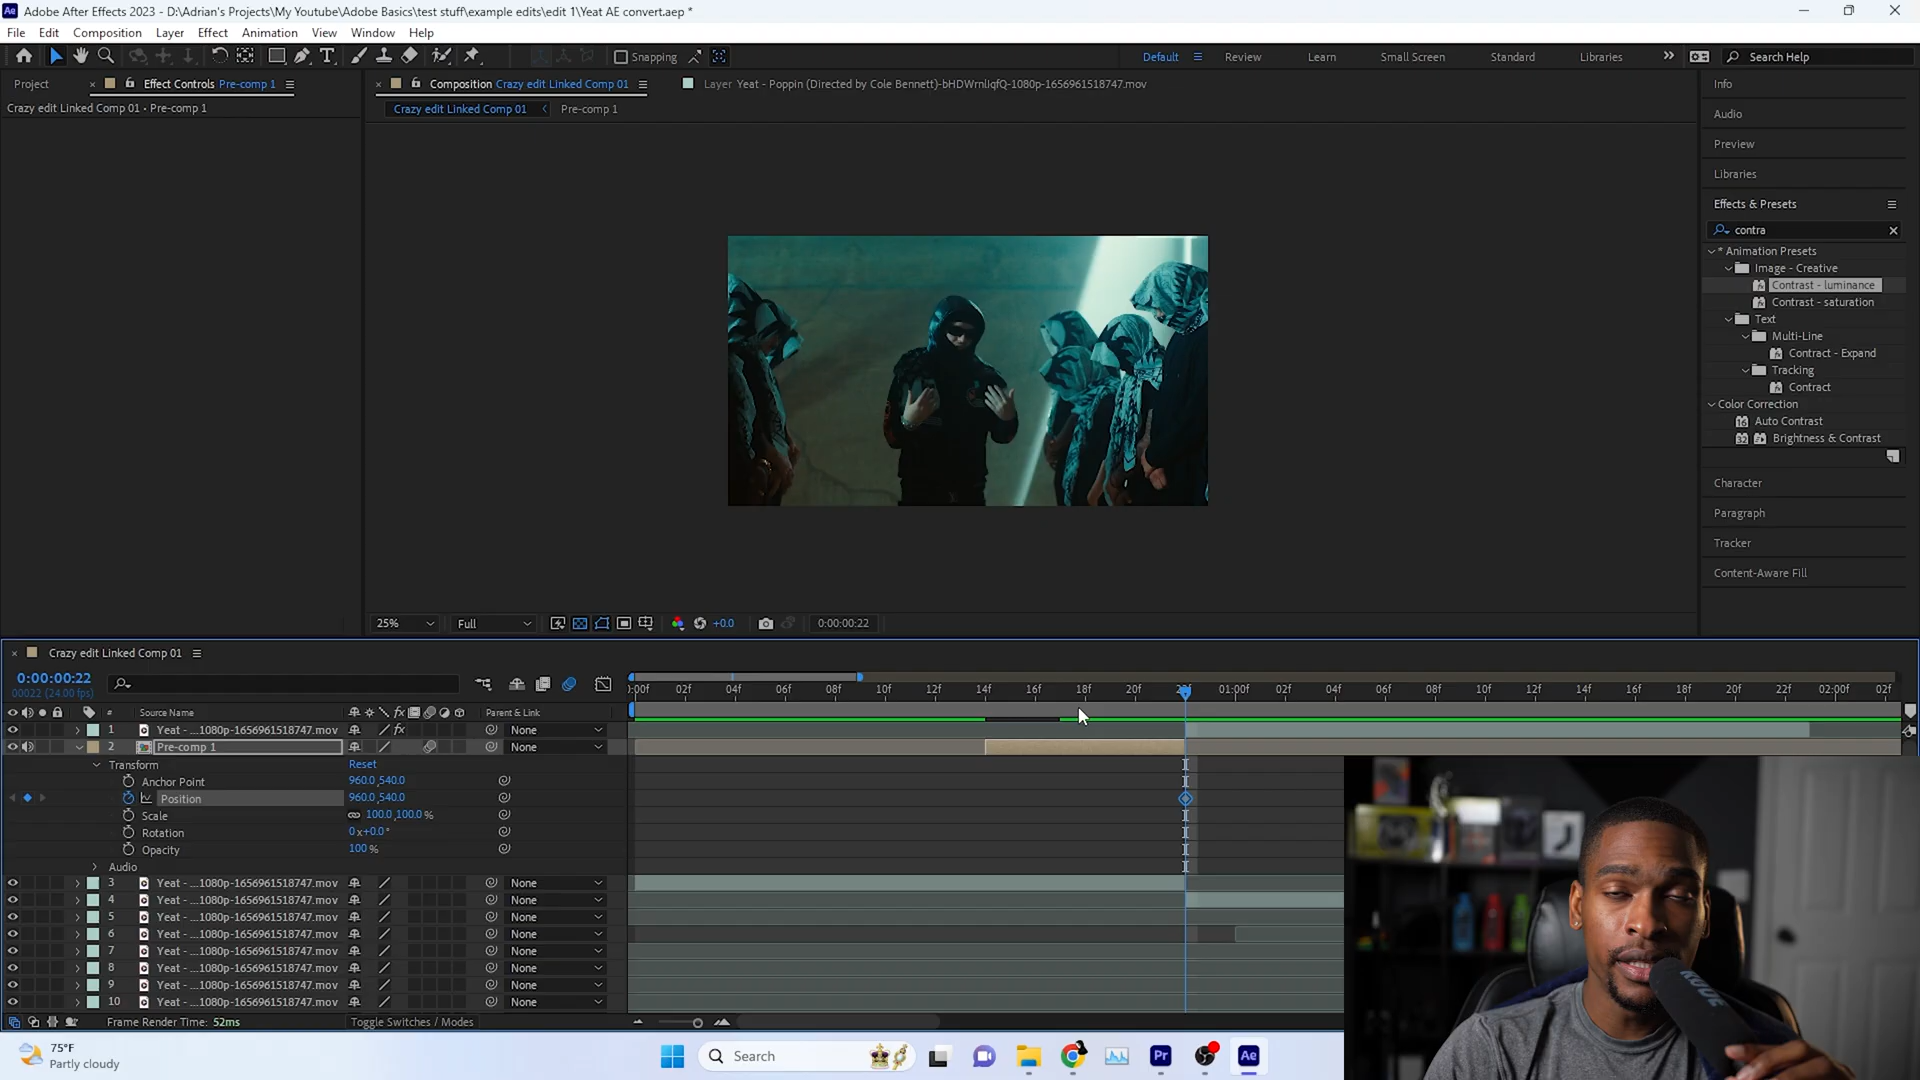 Ae Adobe After Effects 2023 - D:\Adrian's Projects\My Youtube\Adobe Basics\test stuff\example edits\edit 1\Yeat AE convert.aep *
File Edit Composition Layer Effect Animation View Window Help
Snapping Default Review Learn Small Screen Standard Libraries Search Help
Project Effect Controls Pre-comp 1 Composition Crazy edit Linked Comp 01 Layer Yeat - Poppin (Directed by Cole Bennett)-bHDWrnliqfQ-1080p-1656961518747.mov
Crazy edit Linked Comp 01 • Pre-comp 1
Crazy edit Linked Comp 01 Pre-comp 1
Info
Audio
Preview
Libraries
Effects & Presets
contra
* Animation Presets
Image - Creative
Contrast - luminance
Contrast - saturation
Text
Multi-Line
Contract - Expand
Tracking
Contract
Color Correction
16 Auto Contrast
32 Brightness & Contrast
Character
Paragraph
Tracker
Content-Aware Fill
25% Full +0.0 0:00:00:22
Crazy edit Linked Comp 01
0:00:00:22
00022 (24.00 fps)
:00f 02f 04f 06f 08f 10f 12f 14f 16f 18f 20f 01:00f 02f 04f 06f 08f 10f 12f 14f 16f 18f 20f 02:00f 02f
# Source Name fx Parent & Link
1 Yeat - ...1080p-1656961518747.mov fx None
2 Pre-comp 1 None
Transform Reset
Anchor Point 960.0,540.0
Position 960.0,540.0
Scale 100.0,100.0%
Rotation 0x+0.0°
Opacity 100%
Audio
3 Yeat - ...1080p-1656961518747.mov None
4 Yeat - ...1080p-1656961518747.mov None
5 Yeat - ...1080p-1656961518747.mov None
6 Yeat - ...1080p-1656961518747.mov None
7 Yeat - ...1080p-1656961518747.mov None
8 Yeat - ...1080p-1656961518747.mov None
9 Yeat - ...1080p-1656961518747.mov None
10 Yeat - ...1080p-1656961518747.mov None
Frame Render Time: 52ms Toggle Switches / Modes
75°F
Partly cloudy
Search
Pr
Ae
RODE